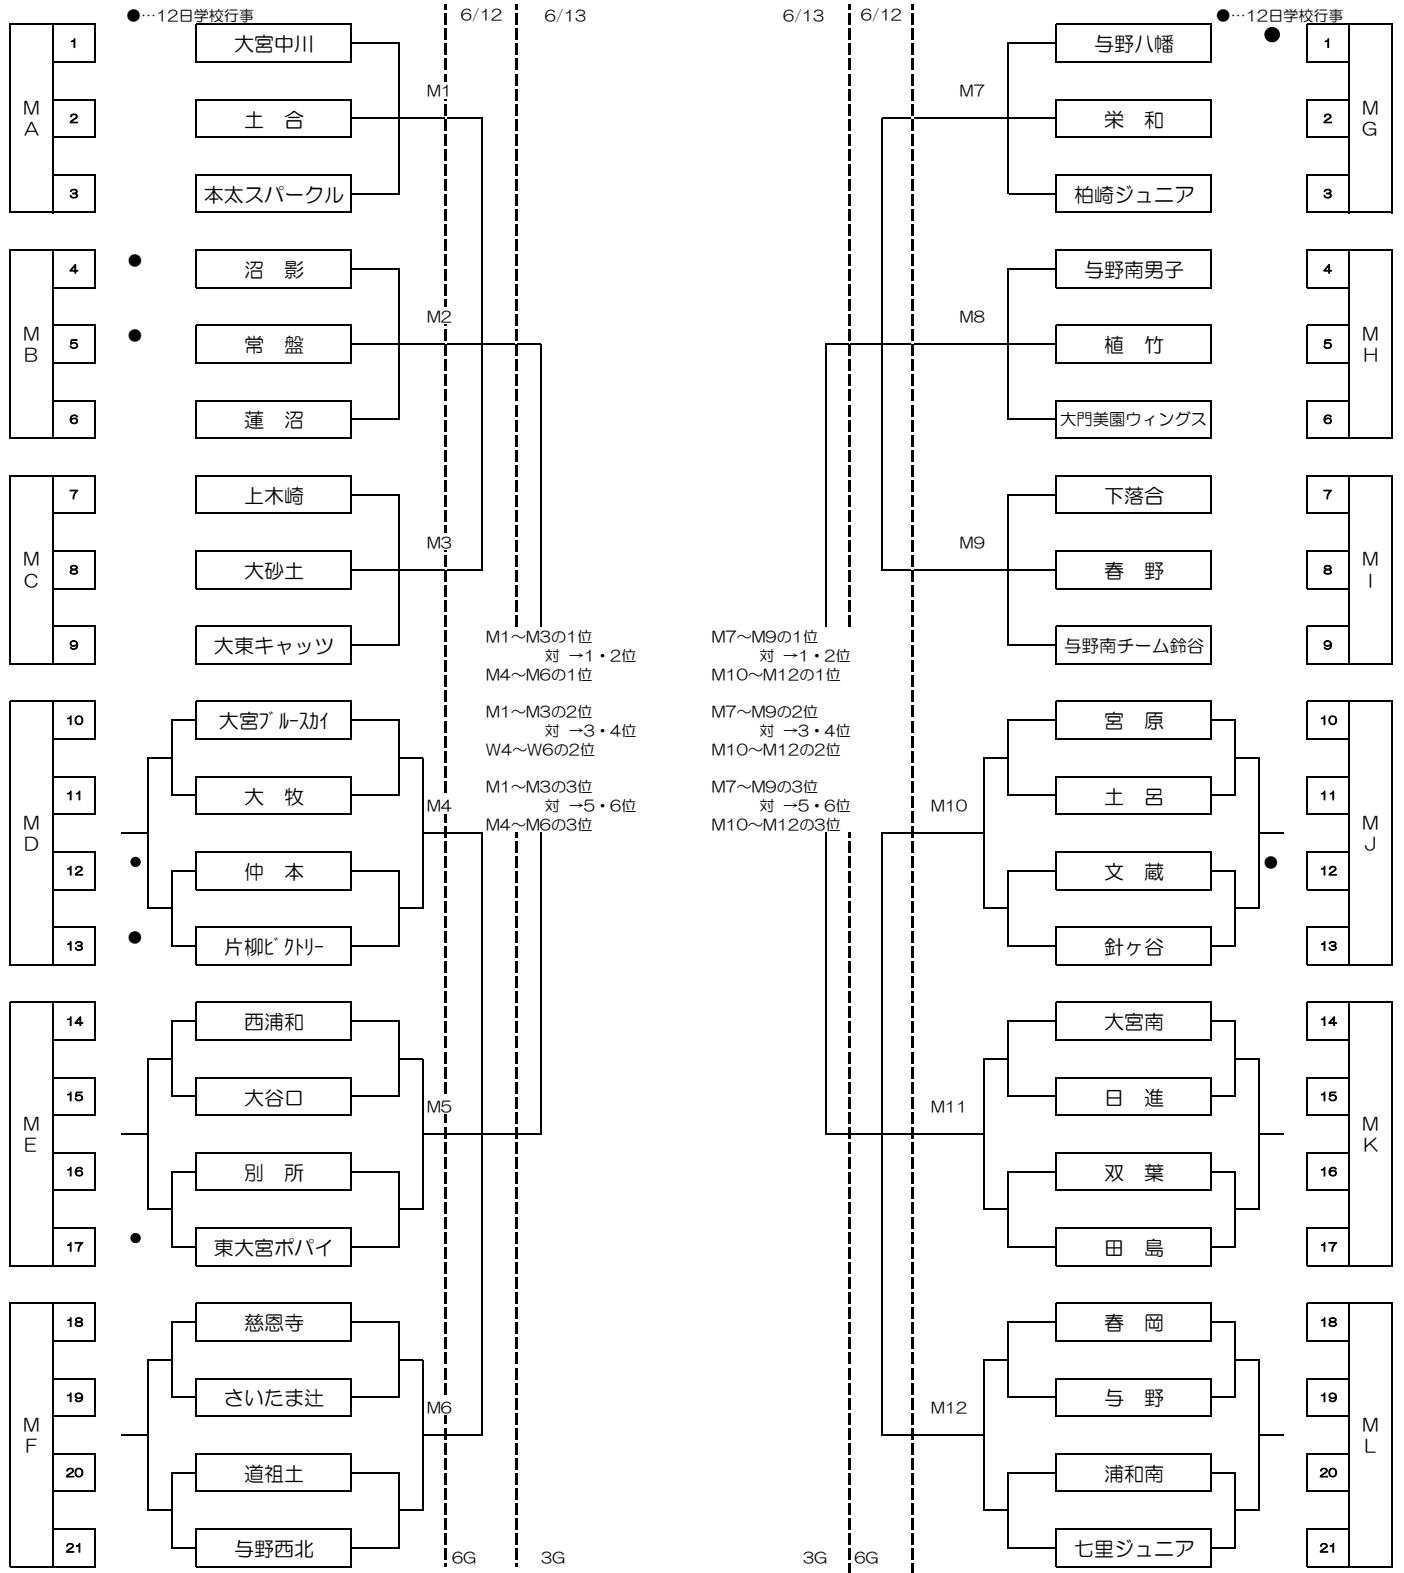 ●…12日学校行事 6/12 6/13
6/13 6/12 ●…12日学校行事
MA
1 大宮中川
2 土 合
3 本太スパークル
M1
MB
4 ● 沼 影
5 ● 常 盤
6 蓮 沼
M2
MC
7 上木崎
8 大砂土
9 大東キャッツ
M3
MD
10 大宮ブルースカイ
11 大 牧
12 ● 仲 本
13 ● 片柳ビクトリー
M4
ME
14 西浦和
15 大谷口
16 別 所
17 ● 東大宮ポパイ
M5
MF
18 慈恩寺
19 さいたま辻
20 道祖土
21 与野西北
M6
6G 3G
M1～M3の1位
対 →1・2位
M4～M6の1位
M1～M3の2位
対 →3・4位
W4～W6の2位
M1～M3の3位
対 →5・6位
M4～M6の3位
M7～M9の1位
対 →1・2位
M10～M12の1位
M7～M9の2位
対 →3・4位
M10～M12の2位
M7～M9の3位
対 →5・6位
M10～M12の3位
M7
与野八幡 ● 1
栄 和 2
柏崎ジュニア 3
MG
M8
与野南男子 4
植 竹 5
大門美園ウィングス 6
MH
M9
下落合 7
春 野 8
与野南チーム鈴谷 9
MI
M10
宮 原 10
土 呂 11
文 蔵 ● 12
針ヶ谷 13
MJ
M11
大宮南 14
日 進 15
双 葉 16
田 島 17
MK
M12
春 岡 18
与 野 19
浦和南 20
七里ジュニア 21
ML
3G 6G